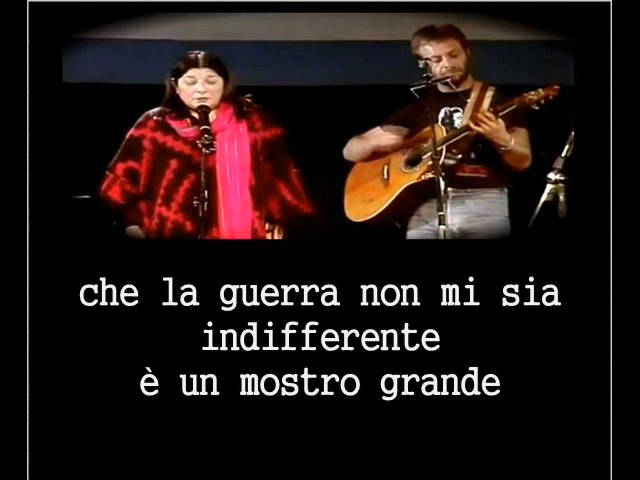 che la guerra non mi sia
indifferente
è un mostro grande